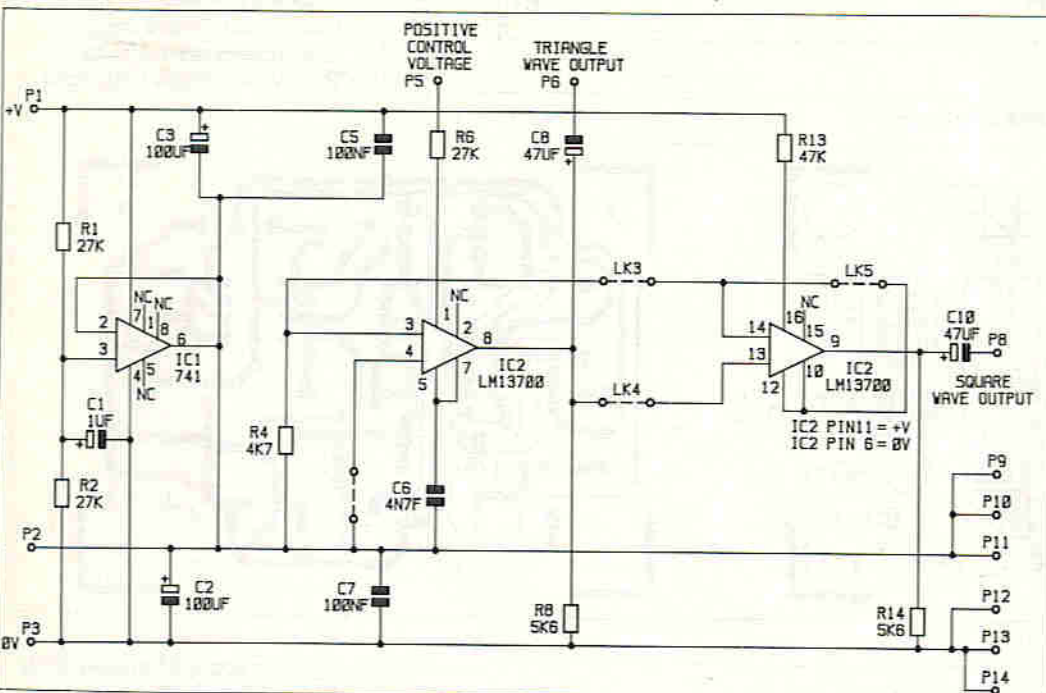 POSITIVE
CONTROL
VOLTAGE
P5
TRIANGLE
WAVE OUTPUT
P6
+V
P1
C3
100UF
+
C5
100NF
R6
27K
C8
47UF
+
R13
47K
R1
27K
LK3
LK5
NC
NC
7
1
8
2
3
6
4
5
NC
IC1
741
NC
1
2
3
4
8
5
7
IC2
LM13700
NC
16
15
14
13
9
10
12
IC2
LM13700
C10
47UF
+
P8
SQUARE
WAVE OUTPUT
LK4
IC2 PIN11=+V
IC2 PIN 6=0V
C1
1UF
+
R4
4K7
R2
27K
C6
4N7F
P9
P10
P2
P11
+
C2
100UF
C7
100NF
R8
5K6
R14
5K6
P12
0V
P3
P13
P14